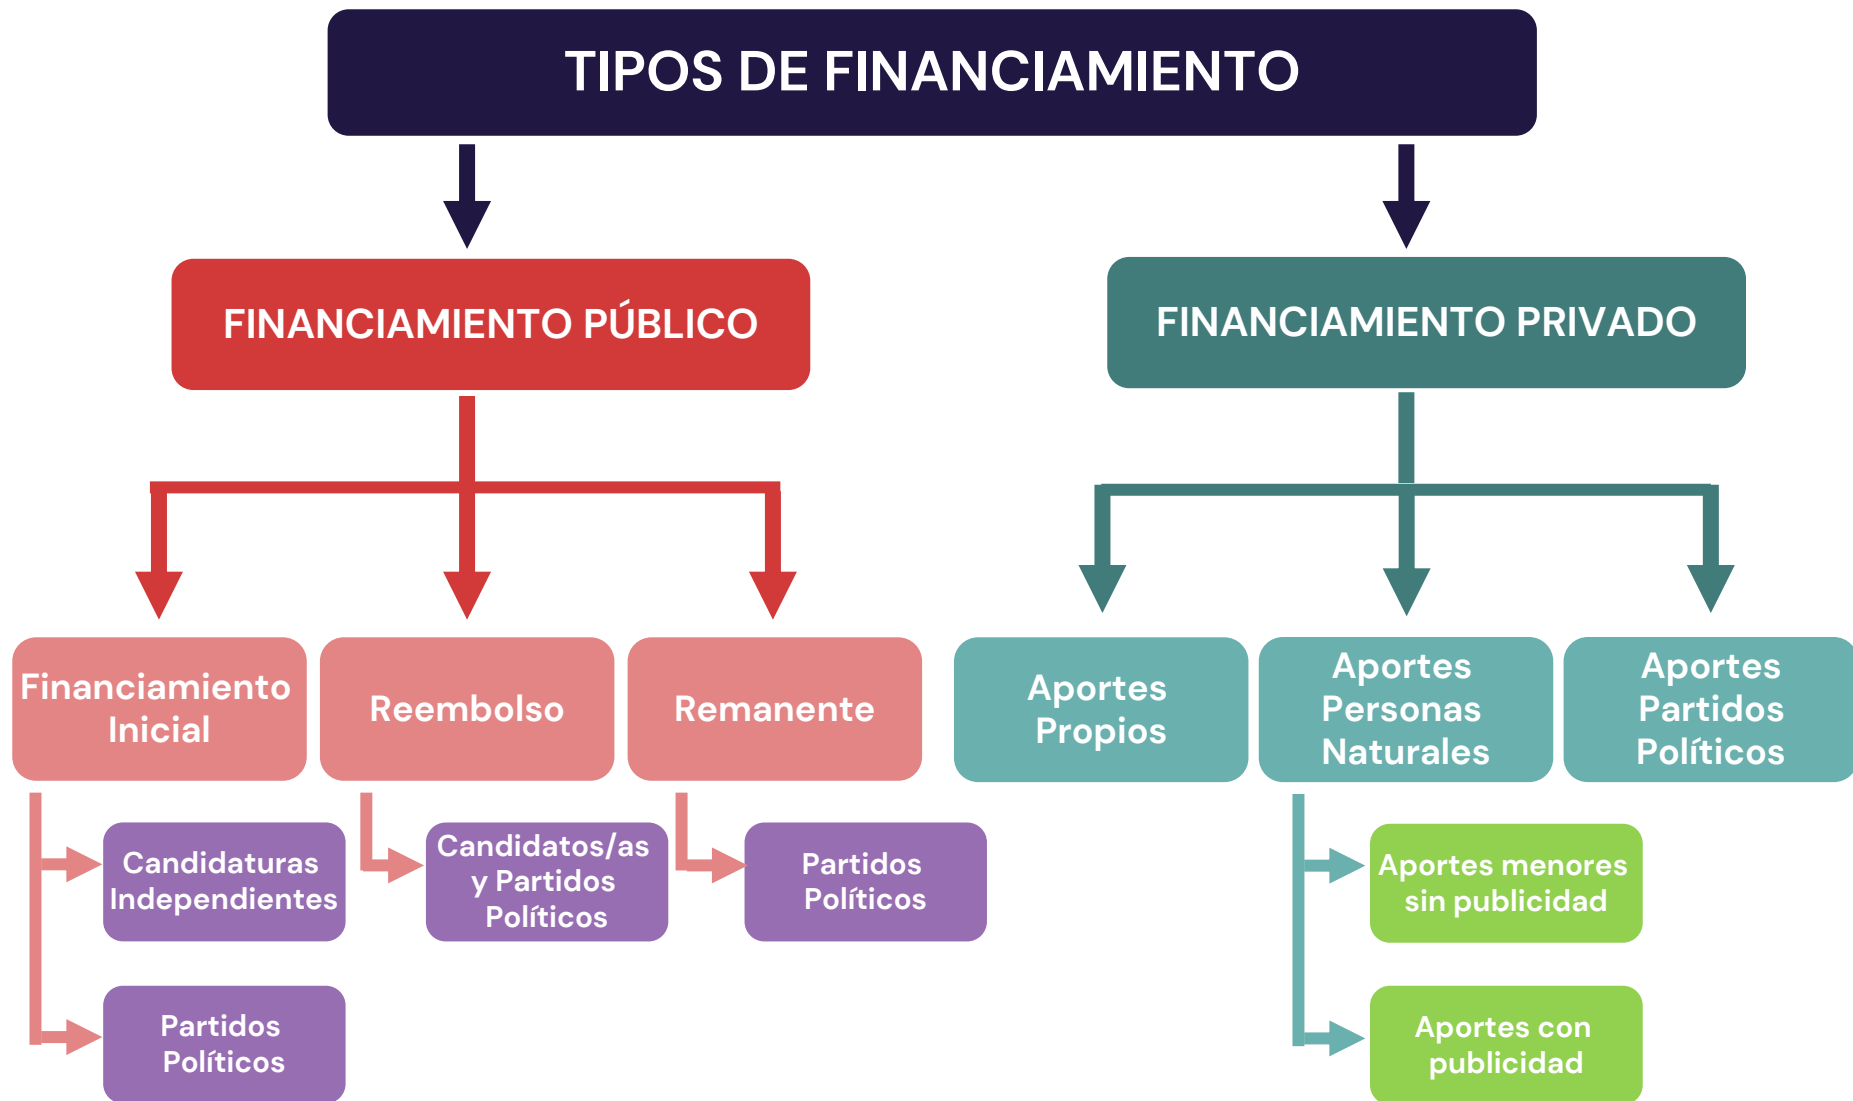 TIPOS DE FINANCIAMIENTO
FINANCIAMIENTO PÚBLICO
FINANCIAMIENTO PRIVADO
Financiamiento
Inicial
Reembolso
Remanente
Aportes
Propios
Aportes
Personas
Naturales
Aportes
Partidos
Políticos
Candidaturas
Independientes
Candidatos/as
y Partidos
Políticos
Partidos
Políticos
Aportes menores
sin publicidad
Partidos
Políticos
Aportes con
publicidad